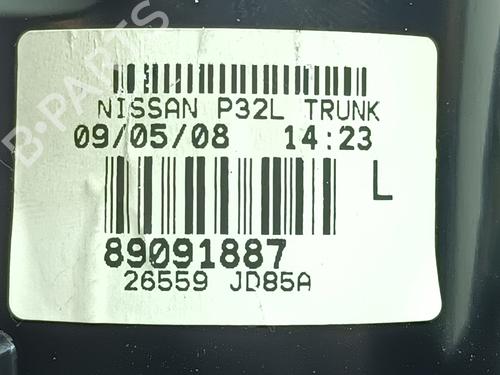 NISSAN P32L TRUNK
09/05/08 14:23
L
89091887
26559 JD85A
B-PARTS